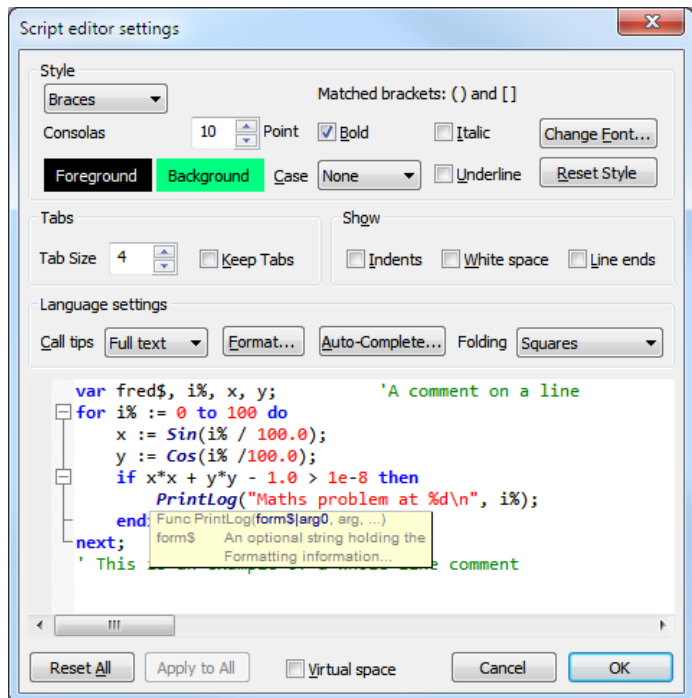 Script editor settings
x
Style
Braces
Matched brackets: ( ) and [ ]
Consolas 10 Point Bold Italic Change Font...
Foreground Background Case None Underline Reset Style
Tabs Show
Tab Size 4 Keep Tabs Indents White space Line ends
Language settings
Call tips Full text Format... Auto-Complete... Folding Squares
var fred$, i%, x, y; 'A comment on a line
for i% := 0 to 100 do
x := Sin(i% / 100.0);
y := Cos(i% /100.0);
if x*x + y*y - 1.0 > 1e-8 then
PrintLog("Maths problem at %d\n", i%);
end
Func PrintLog(form$|arg0, arg, ...)
form$ An optional string holding the
next;
Formatting information...
' This comment
Reset All Apply to All Virtual space Cancel OK